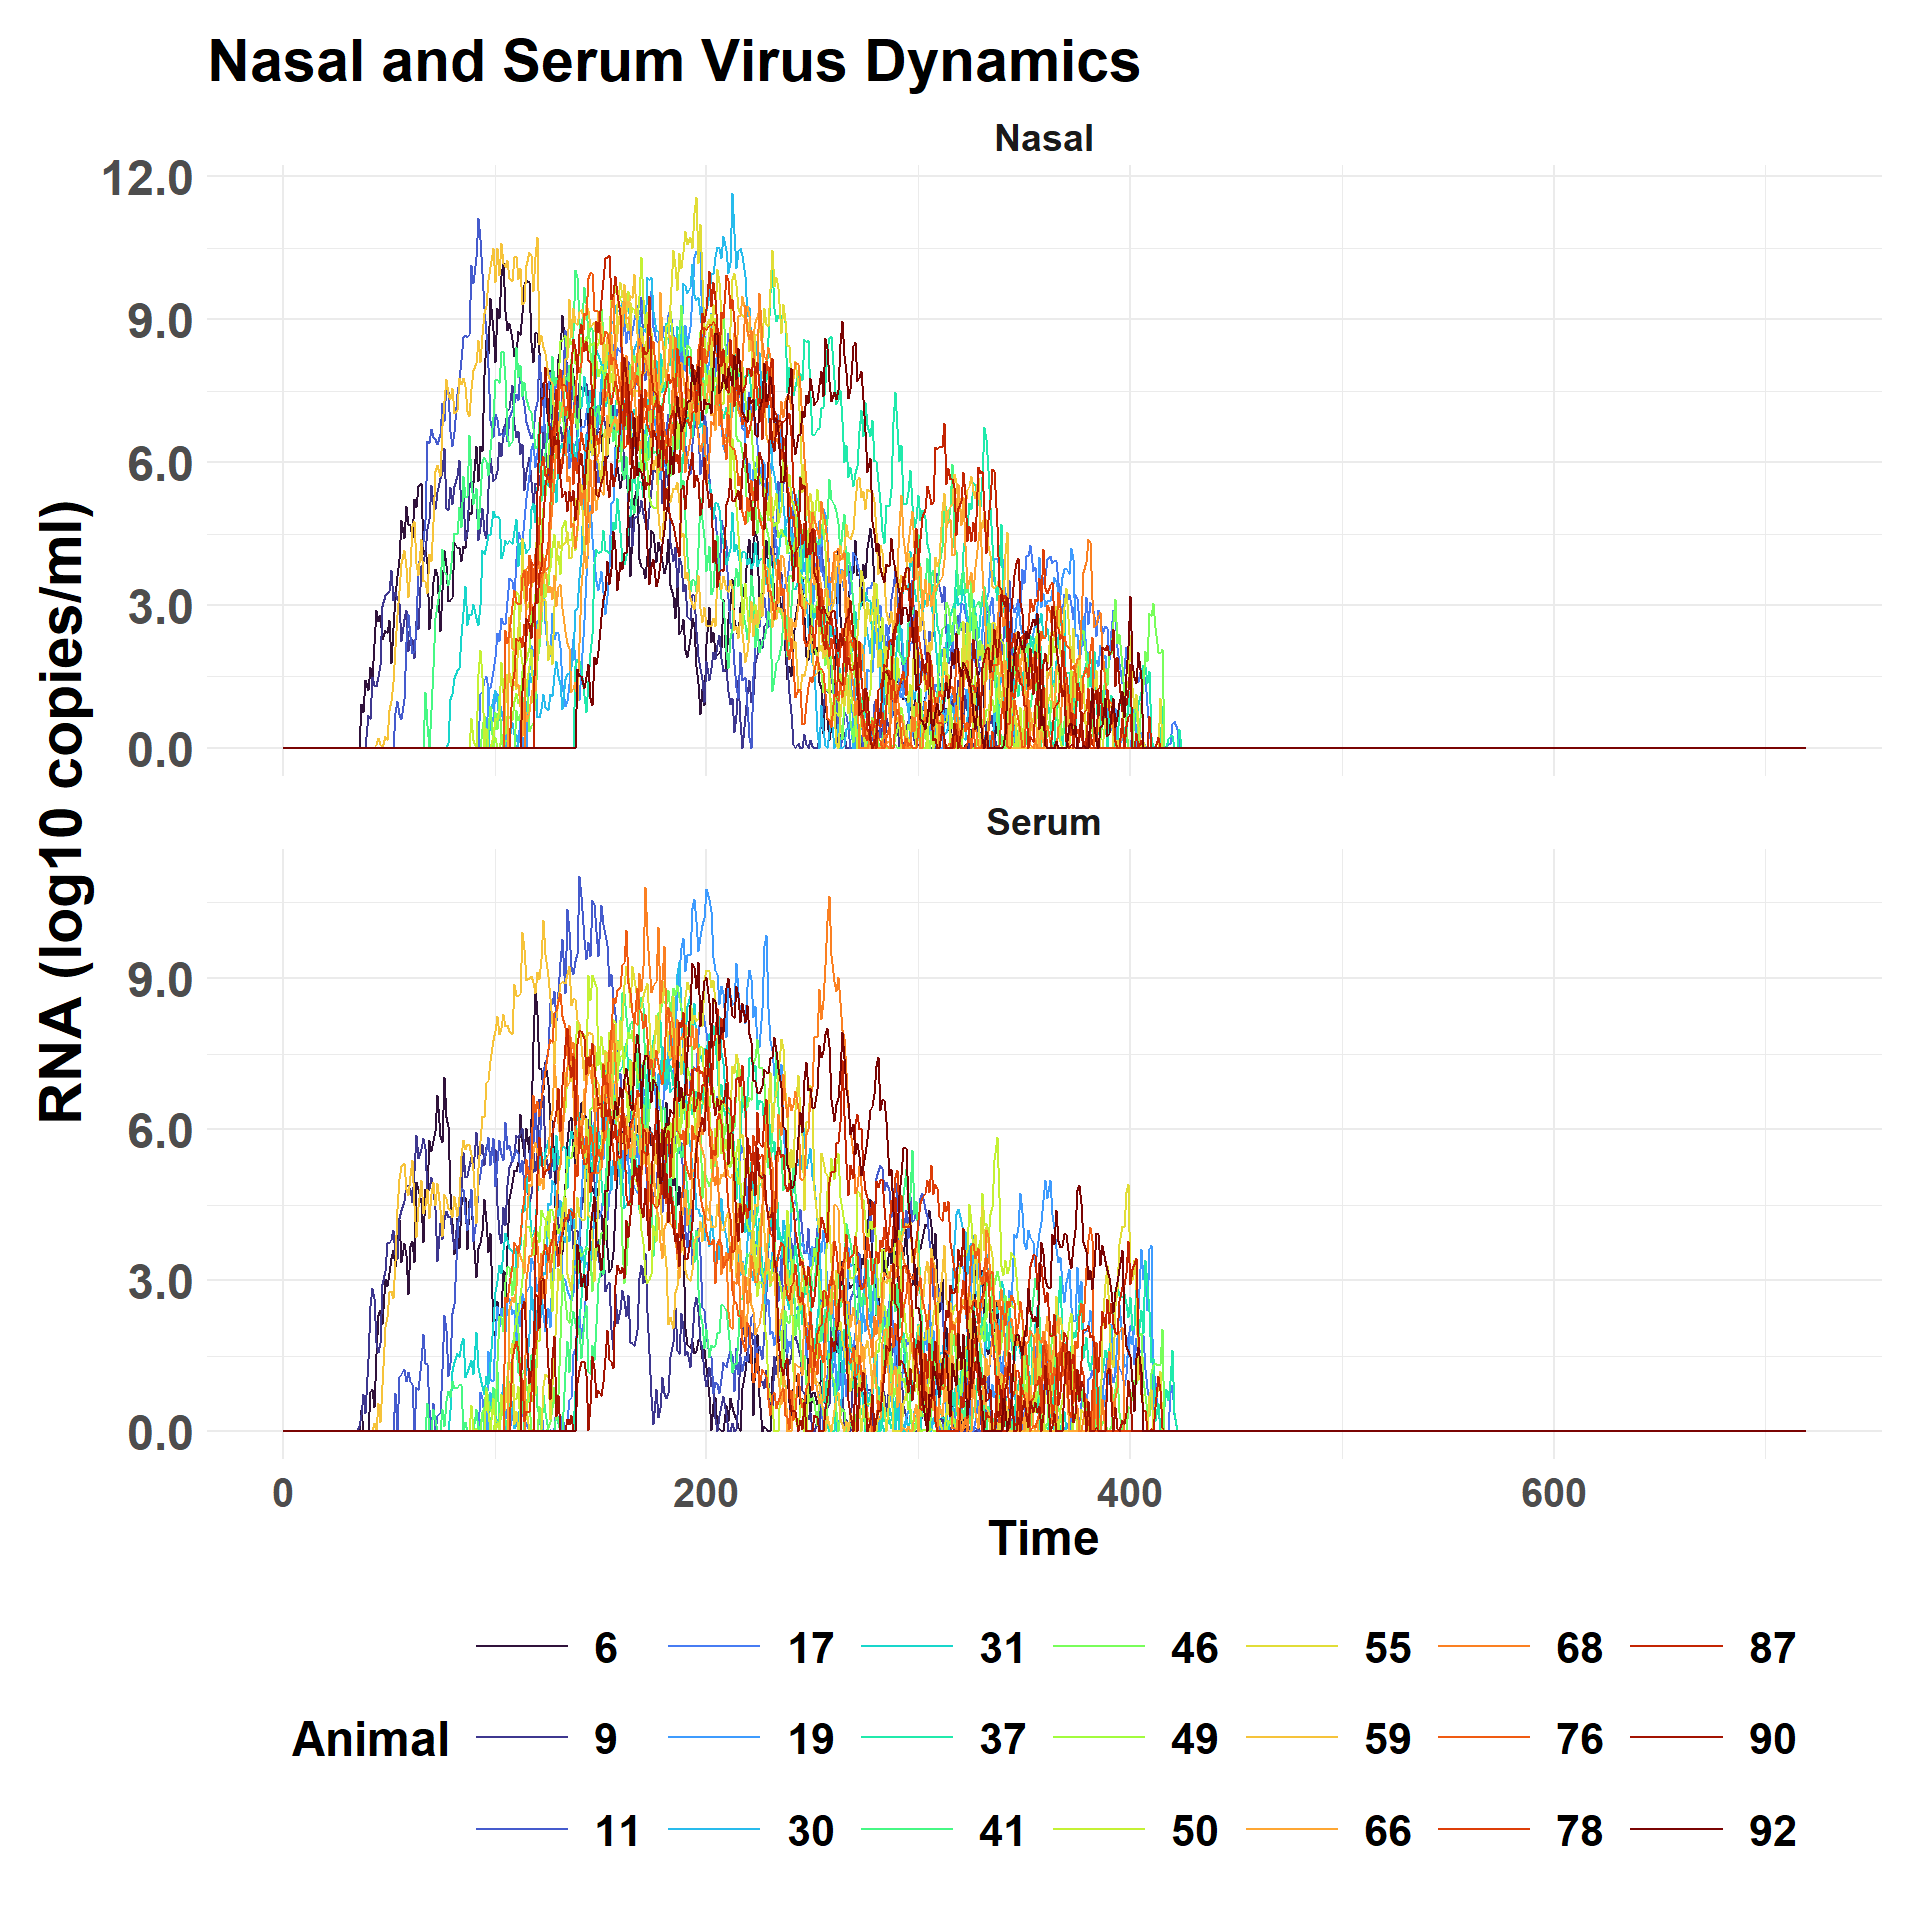 Nasal and Serum Virus Dynamics
Nasal
12.0
9.0
6.0
3.0
0.0
RNA (log10 copies/ml)
Serum
9.0
6.0
3.0
0.0
0 200 400 600
Time
6 17 31 46 55 68 87
Animal 9 19 37 49 59 76 90
11 30 41 50 66 78 92